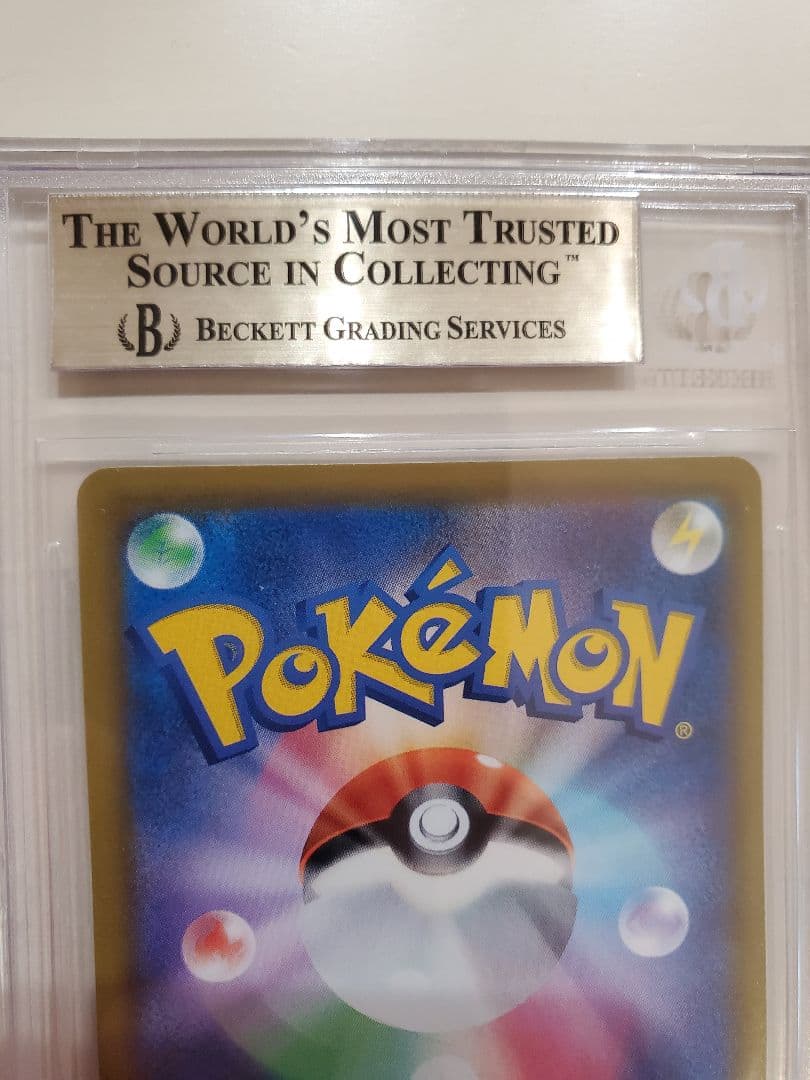 THE WORLD'S MOST TRUSTED
SOURCE IN COLLECTING™
B BECKETT GRADING SERVICES
POKéMON®